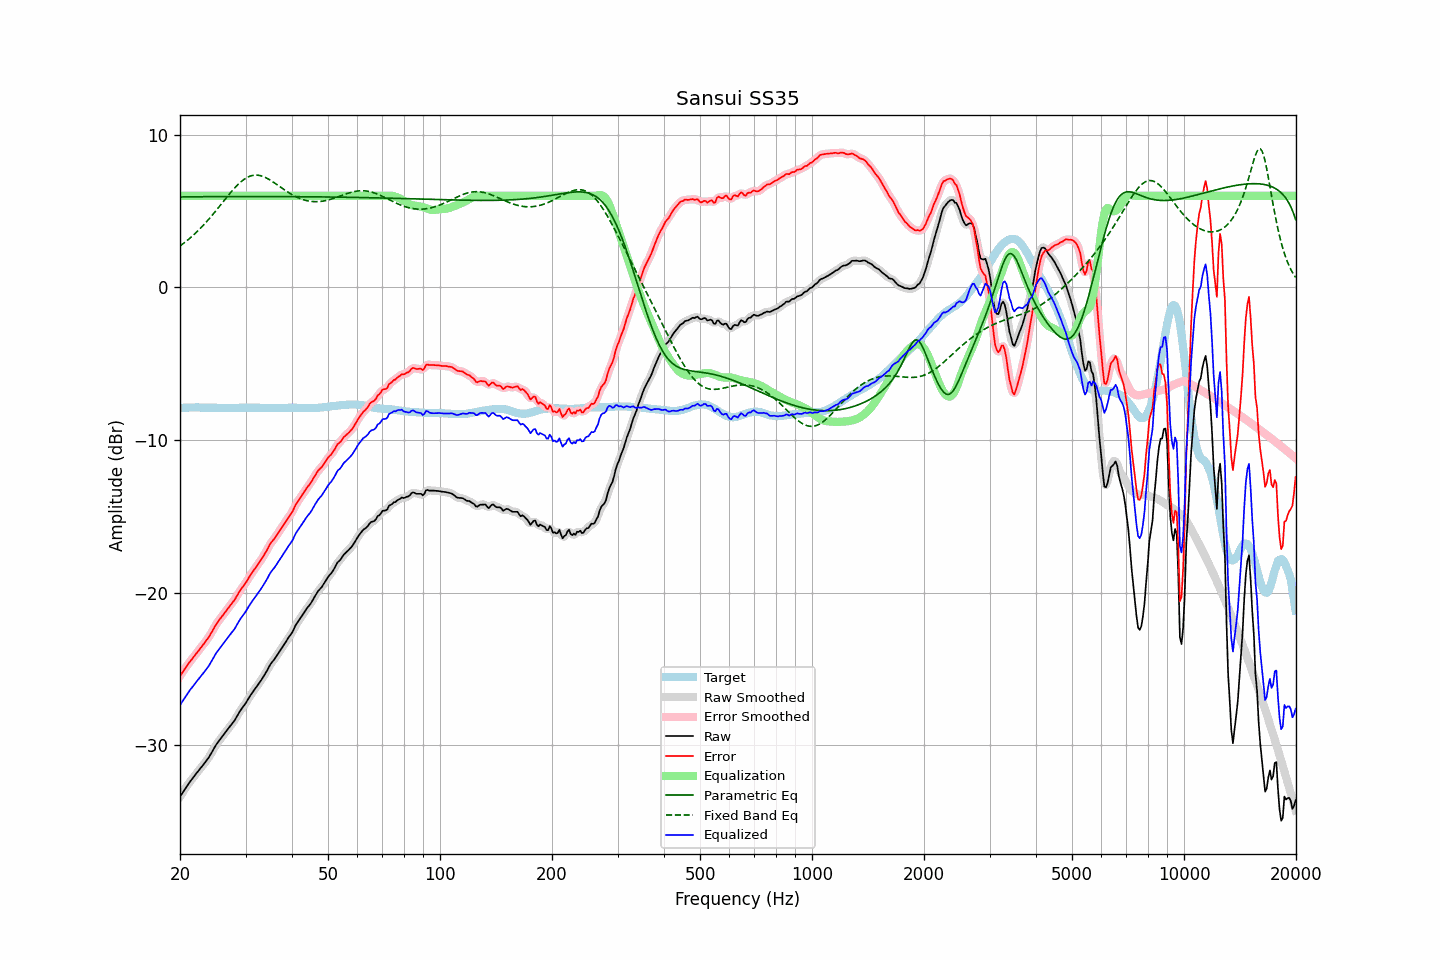 Sansui SS35
10
0
−10
−20
−30
Amplitude (dBr)
20
50
100
200
500
1000
2000
5000
10000
20000
Frequency (Hz)
Target
Raw Smoothed
Error Smoothed
Raw
Error
Equalization
Parametric Eq
Fixed Band Eq
Equalized